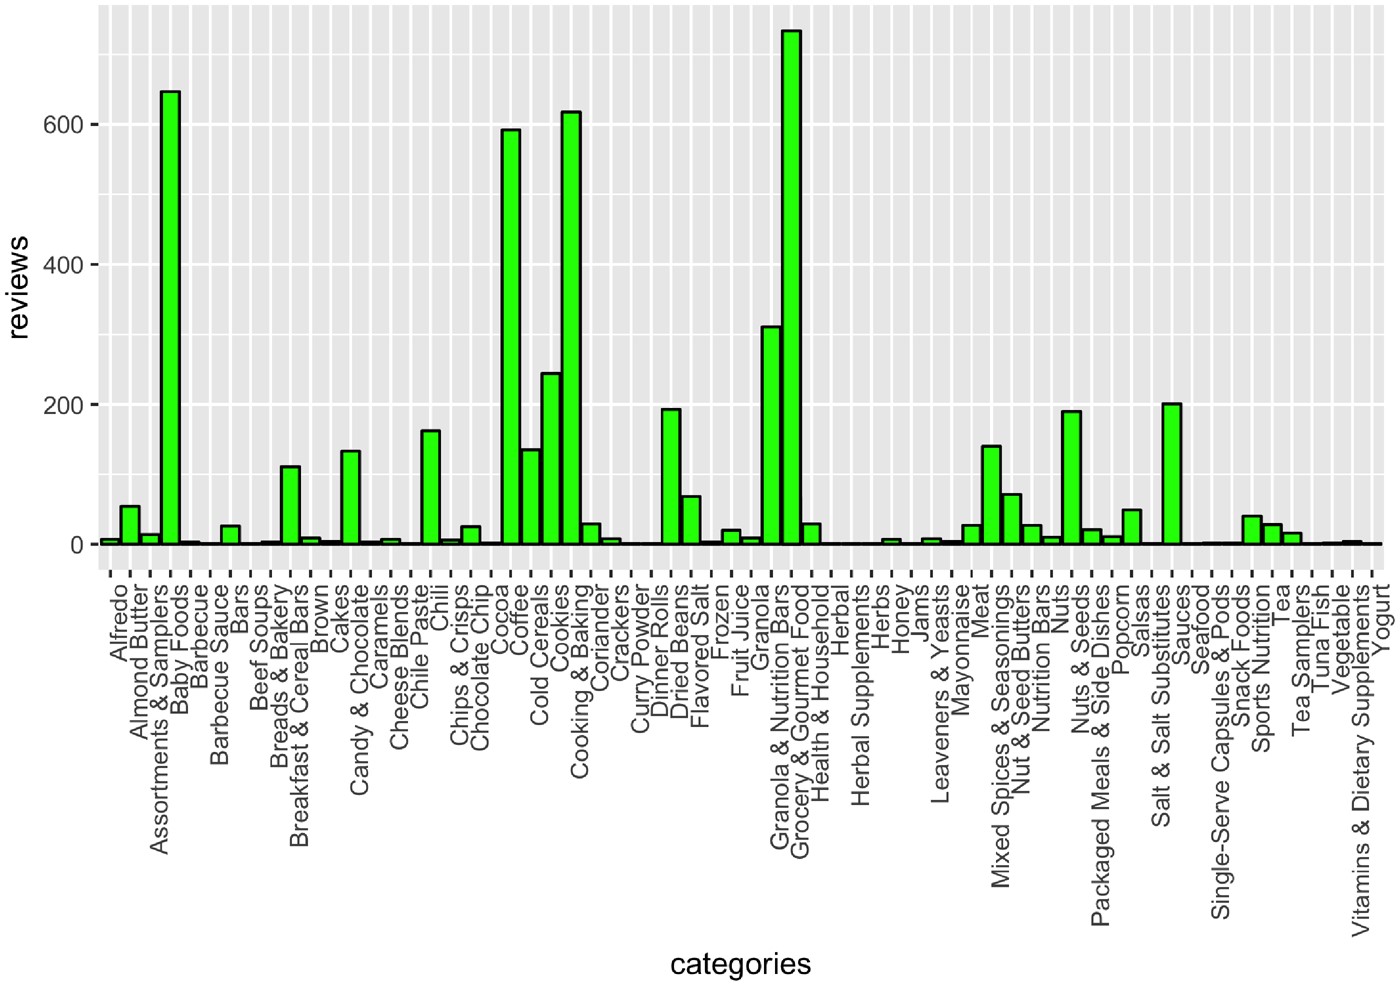 600
400
200
0
reviews
Alfredo
Almond Butter
Assortments & Samplers
Baby Foods
Barbecue
Barbecue Sauce
Bars
Beef Soups
Breads & Bakery
Breakfast & Cereal Bars
Brown
Cakes
Candy & Chocolate
Caramels
Cheese Blends
Chile Paste
Chili
Chips & Crisps
Chocolate Chip
Cocoa
Coffee
Cold Cereals
Cookies
Cooking & Baking
Coriander
Crackers
Curry Powder
Dinner Rolls
Dried Beans
Flavored Salt
Frozen
Fruit Juice
Granola
Granola & Nutrition Bars
Grocery & Gourmet Food
Health & Household
Herbal
Herbal Supplements
Herbs
Honey
Jams
Leaveners & Yeasts
Mayonnaise
Meat
Mixed Spices & Seasonings
Nut & Seed Butters
Nutrition Bars
Nuts
Nuts & Seeds
Packaged Meals & Side Dishes
Popcorn
Salsas
Salt & Salt Substitutes
Sauces
Seafood
Single-Serve Capsules & Pods
Snack Foods
Sports Nutrition
Tea
Tea Samplers
Tuna Fish
Vegetable
Vitamins & Dietary Supplements
Yogurt
categories